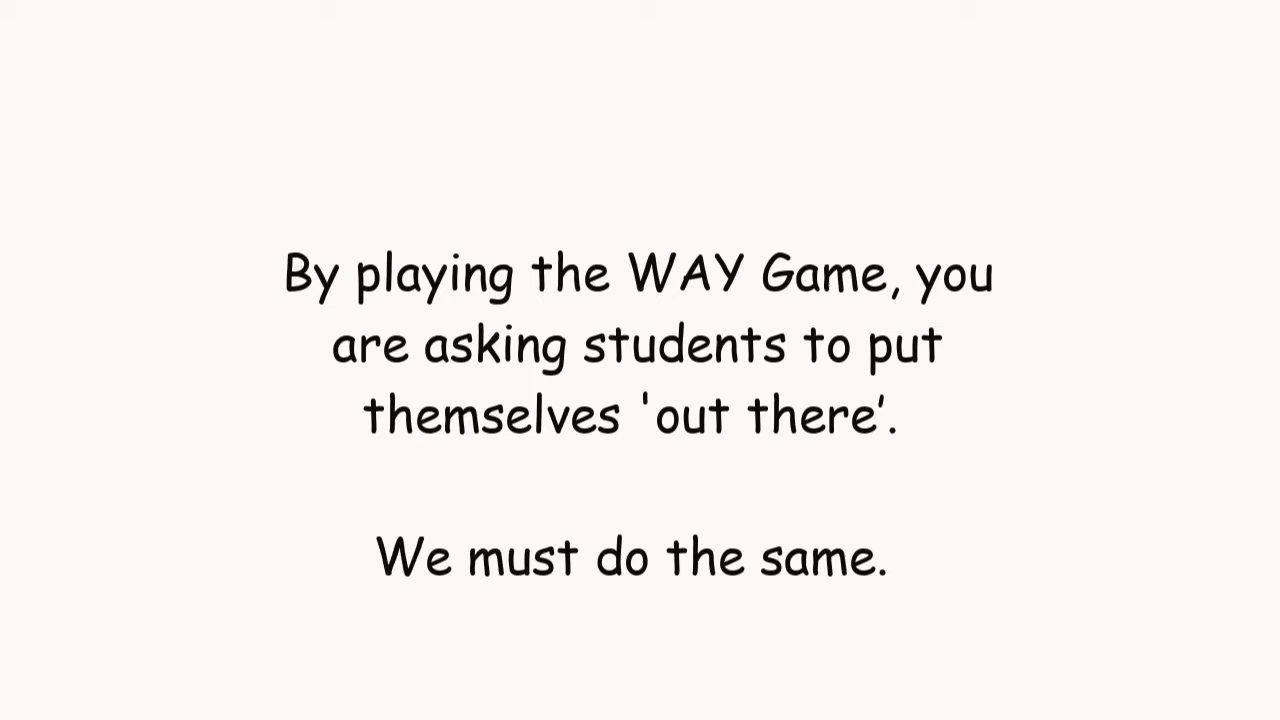 By playing the WAY Game, you
are asking students to put
themselves 'out there’.
We must do the same.